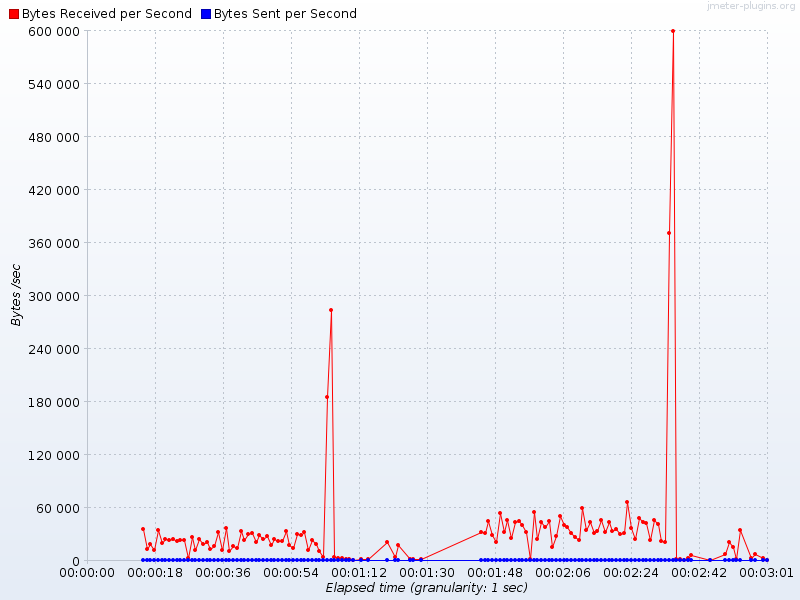 jmeter-plugins.org
Bytes Received per Second Bytes Sent per Second
600 000
540 000
480 000
420 000
360 000
300 000
240 000
180 000
120 000
60 000
0
Bytes /sec
00:00:00 00:00:18 00:00:36 00:00:54 00:01:12 00:01:30 00:01:48 00:02:06 00:02:24 00:02:42 00:03:01
Elapsed time (granularity: 1 sec)